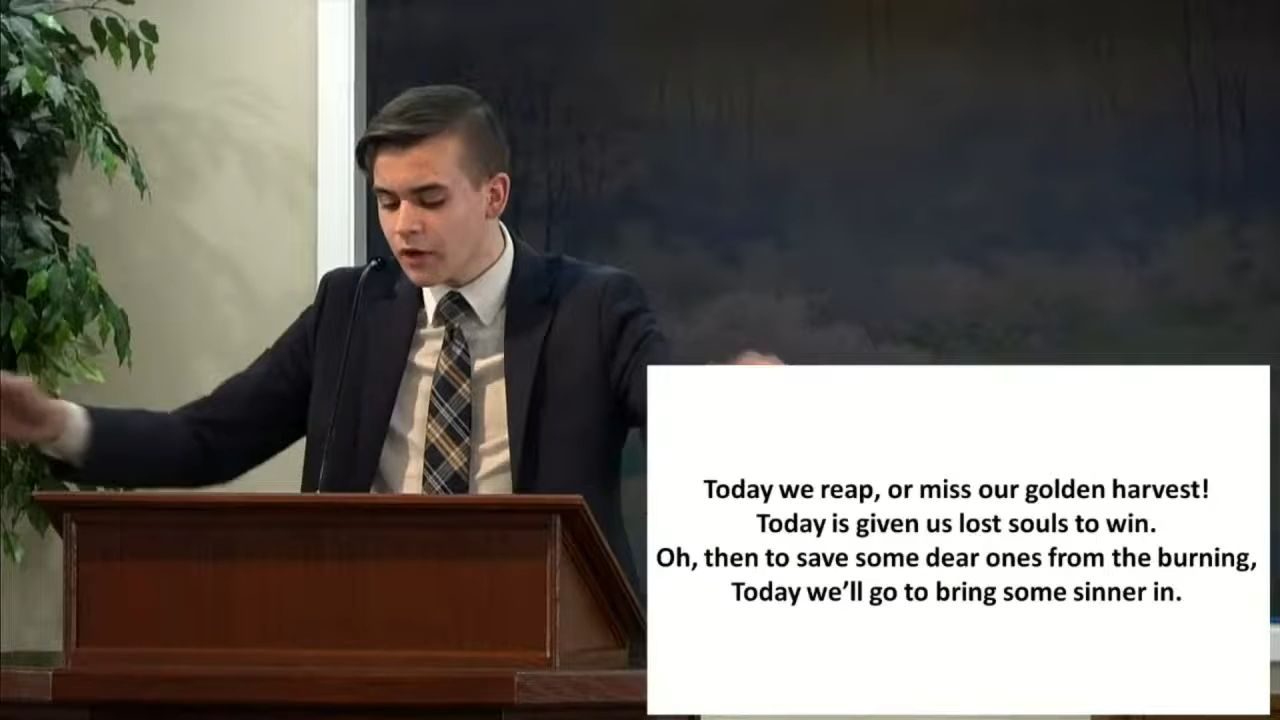 Today we reap, or miss our golden harvest!
Today is given us lost souls to win.
Oh, then to save some dear ones from the burning,
Today we’ll go to bring some sinner in.